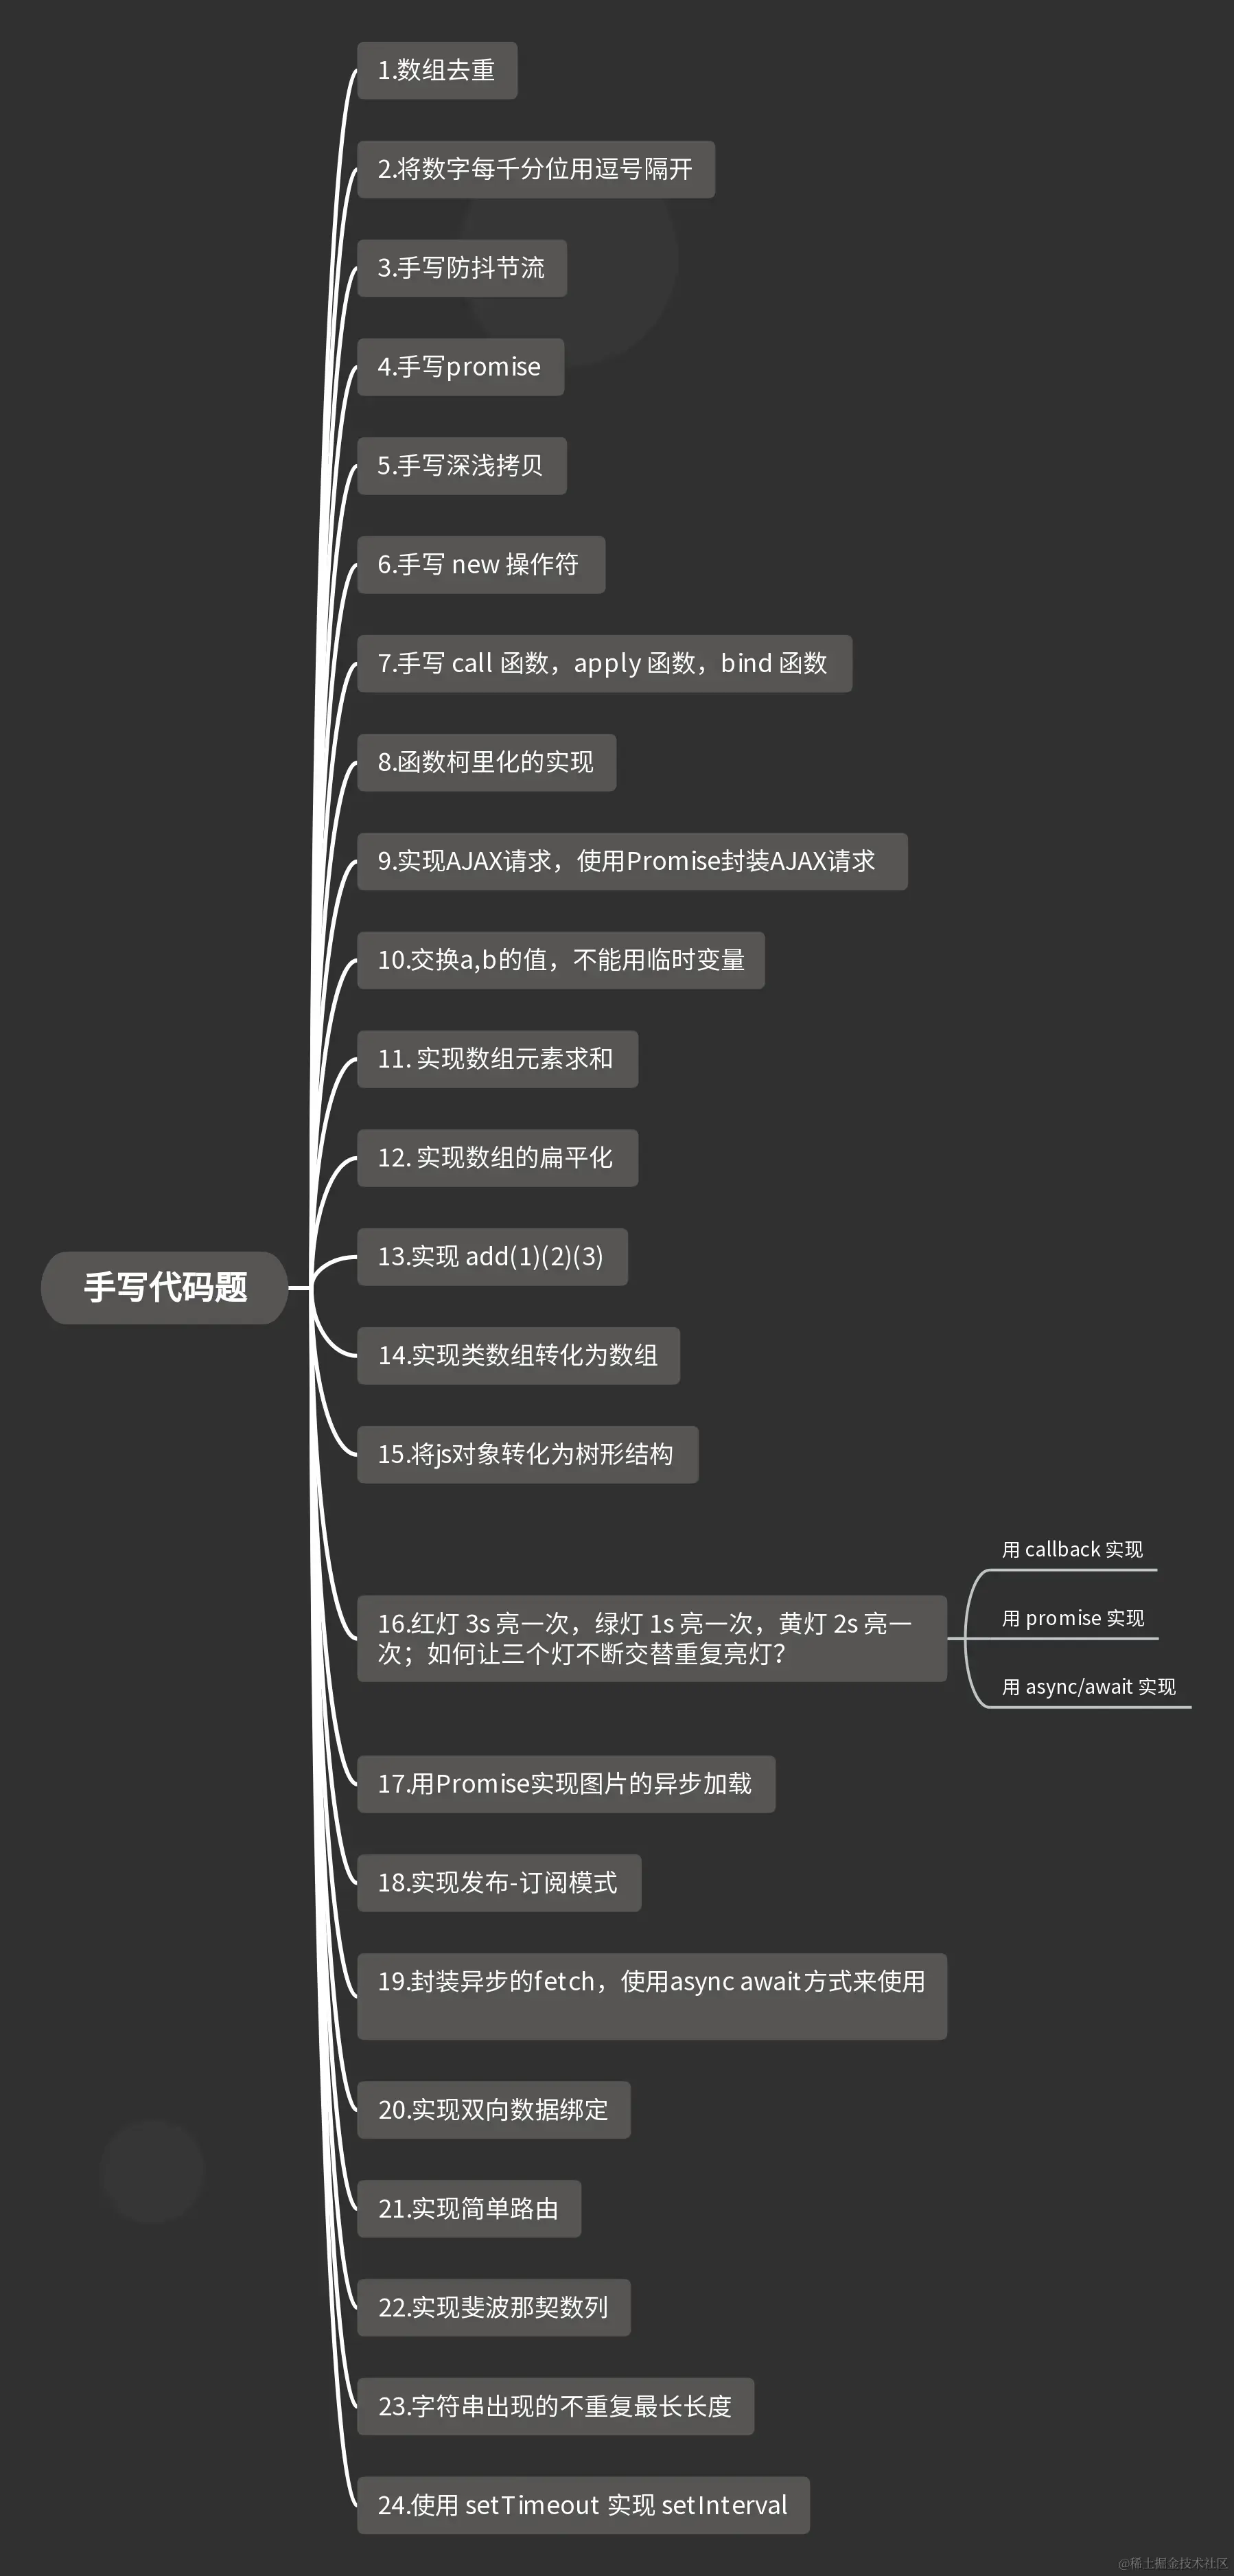 1.数组去重
2.将数字每千分位用逗号隔开
3.手写防抖节流
4.手写promise
5.手写深浅拷贝
6.手写 new 操作符
7.手写 call 函数，apply 函数，bind 函数
8.函数柯里化的实现
9.实现AJAX请求，使用Promise封装AJAX请求
10.交换a,b的值，不能用临时变量
11. 实现数组元素求和
12. 实现数组的扁平化
13.实现 add(1)(2)(3)
手写代码题
14.实现类数组转化为数组
15.将js对象转化为树形结构
16.红灯 3s 亮一次，绿灯 1s 亮一次，黄灯 2s 亮一
次；如何让三个灯不断交替重复亮灯？
用 callback 实现
用 promise 实现
用 async/await 实现
17.用Promise实现图片的异步加载
18.实现发布-订阅模式
19.封装异步的fetch，使用async await方式来使用
20.实现双向数据绑定
21.实现简单路由
22.实现斐波那契数列
23.字符串出现的不重复最长长度
24.使用 setTimeout 实现 setInterval
@稀土掘金技术社区